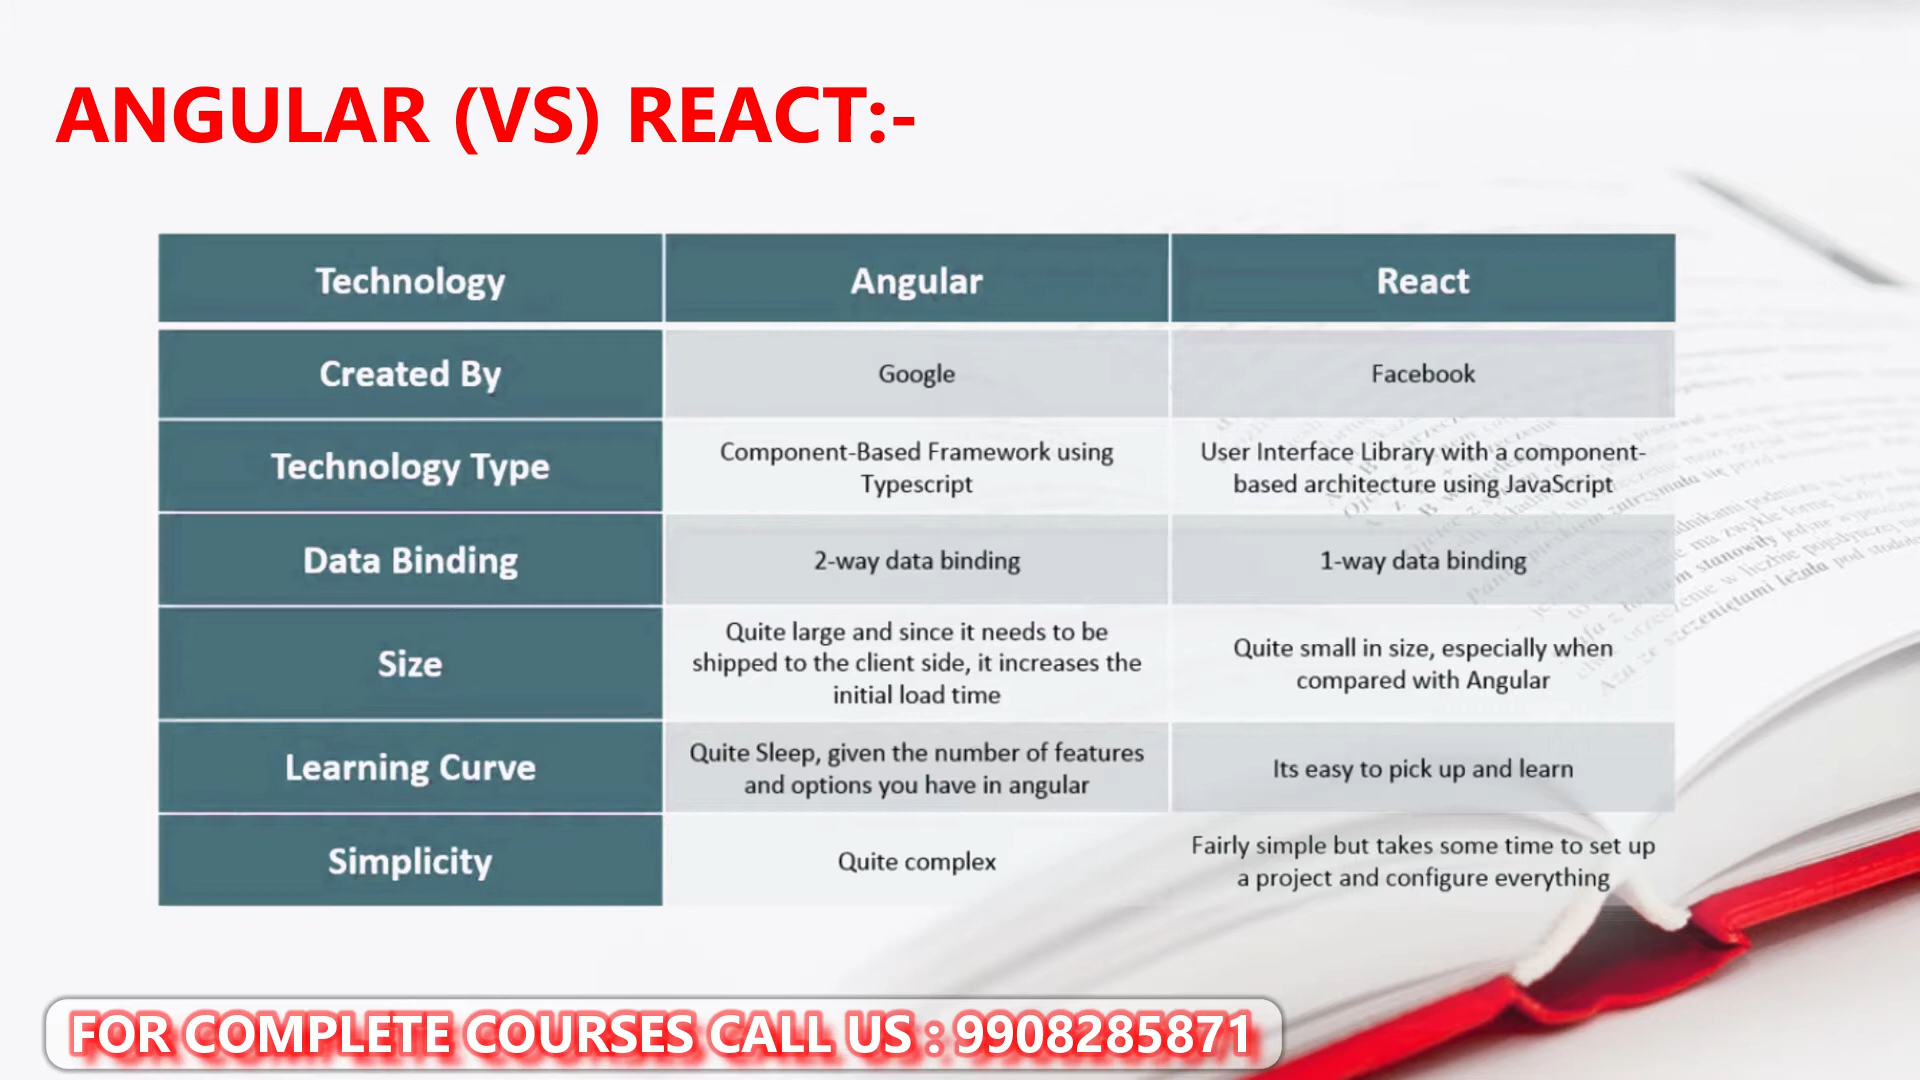 ANGULAR (VS) REACT:-
Technology
Angular
React
Created By
Google
Facebook
Technology Type
Component-Based Framework using
Typescript
User Interface Library with a component-
based architecture using JavaScript
Data Binding
2-way data binding
1-way data binding
Size
Quite large and since it needs to be
shipped to the client side, it increases the
initial load time
Quite small in size, especially when
compared with Angular
Learning Curve
Quite Sleep, given the number of features
and options you have in angular
Its easy to pick up and learn
Simplicity
Quite complex
Fairly simple but takes some time to set up
a project and configure everything
FOR COMPLETE COURSES CALL US : 9908285871